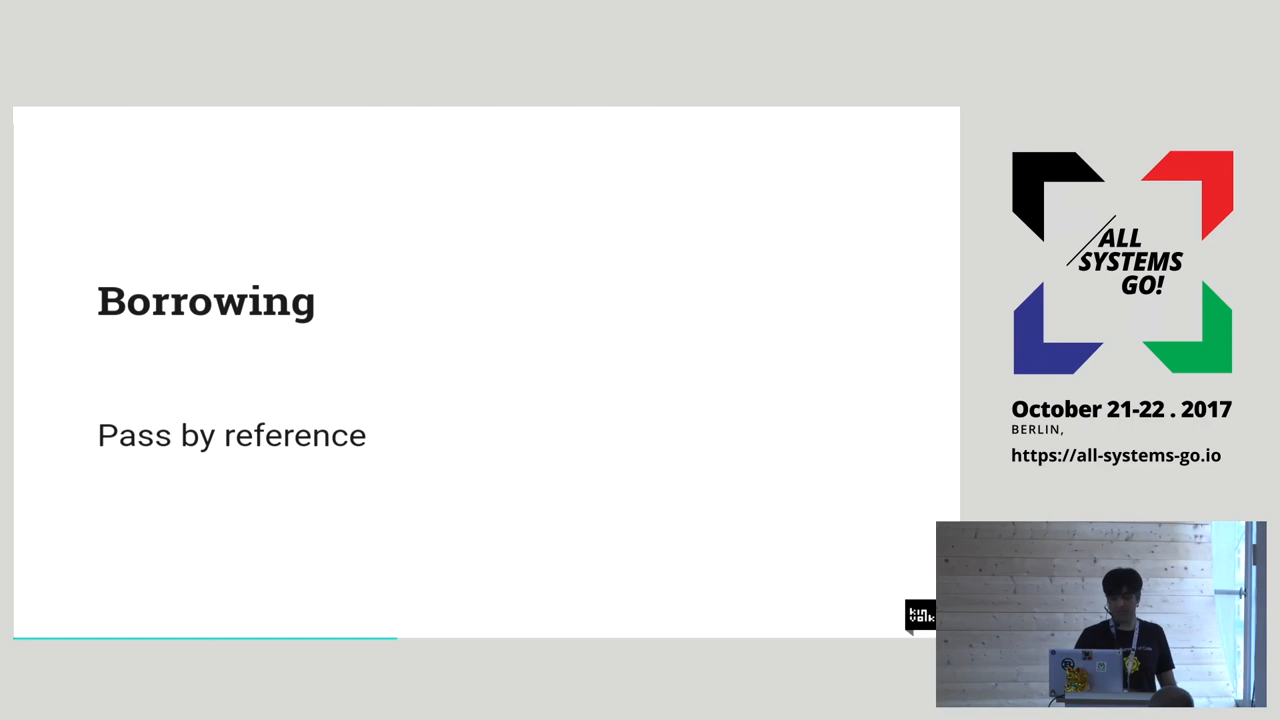 Borrowing
Pass by reference
kin
volk
ALL
SYSTEMS
GO!
October 21-22 . 2017
BERLIN,
https://all-systems-go.io